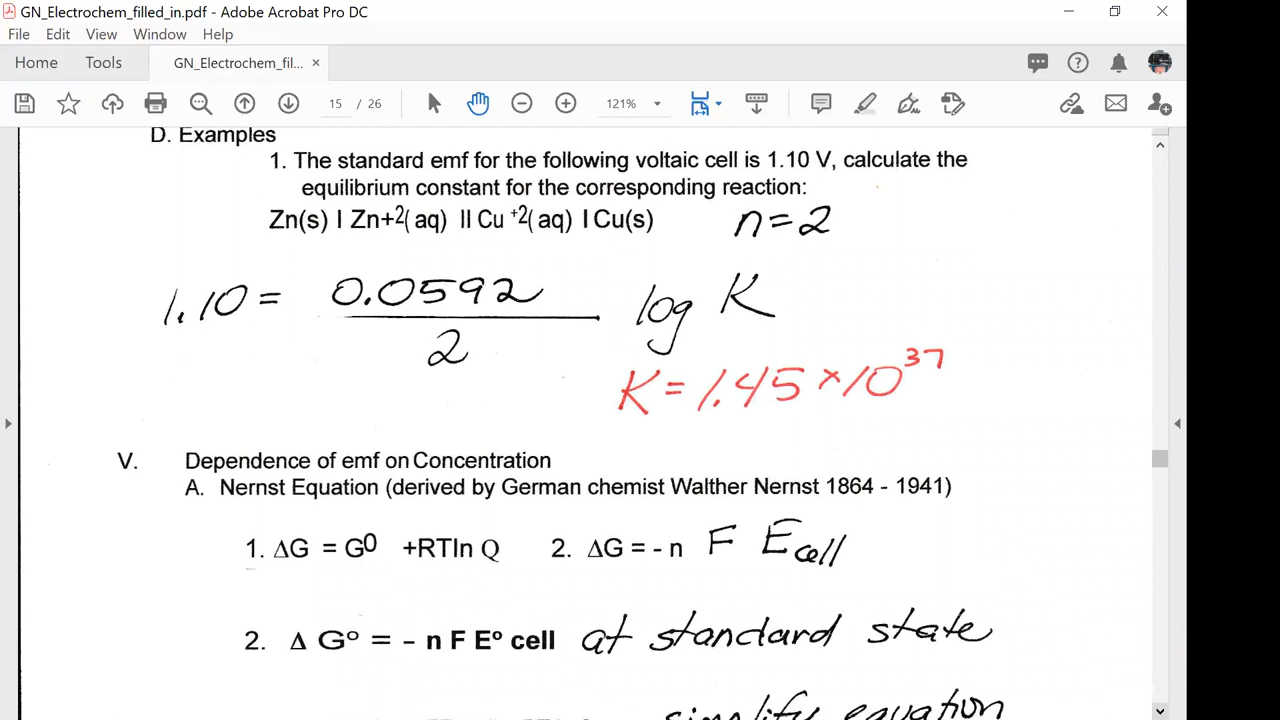 GN_Electrochem_filled_in.pdf - Adobe Acrobat Pro DC
File Edit View Window Help
Home Tools GN_Electrochem_fil... ×
15 / 26 121%
D. Examples
1. The standard emf for the following voltaic cell is 1.10 V, calculate the
equilibrium constant for the corresponding reaction:
Zn(s) I Zn+2( aq) II Cu +2( aq) I Cu(s) n=2
1.10 = 0.0592 log K
2
K = 1.45 × 10^37
V. Dependence of emf on Concentration
A. Nernst Equation (derived by German chemist Walther Nernst 1864 - 1941)
1. ΔG = G0 +RTln Q 2. ΔG = - n F Ecell
2. Δ Go = – n F Eo cell at standard state
simplify equation